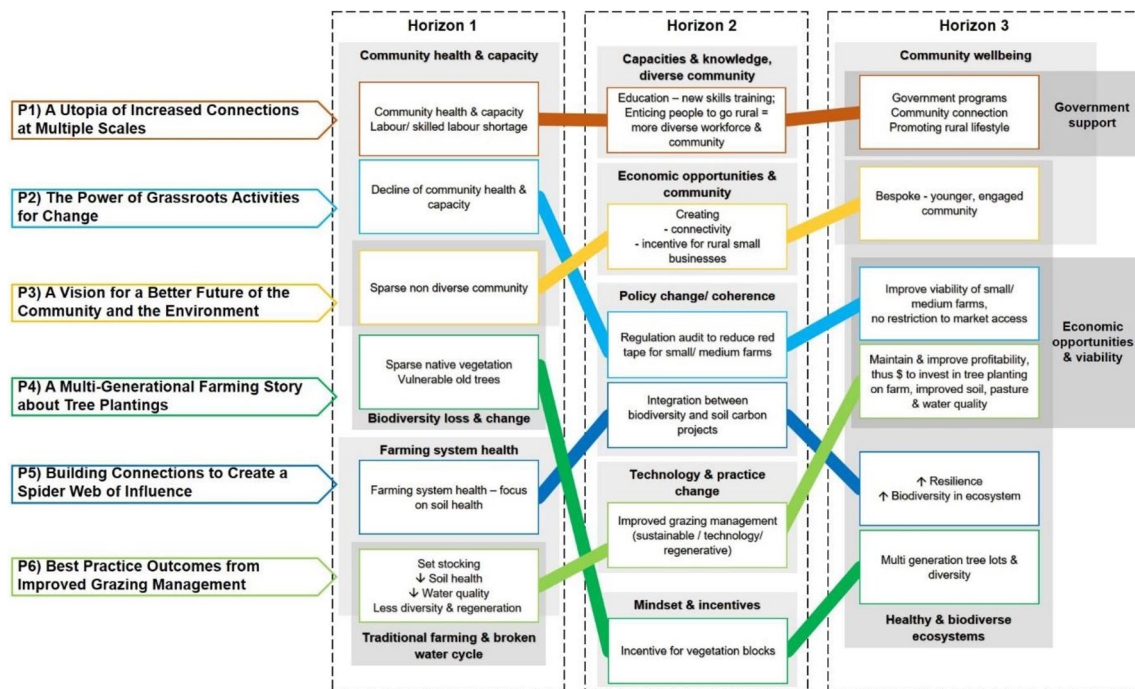 Horizon 1
Community health & capacity
Community health & capacity
Labour/ skilled labour shortage
Decline of community health &
capacity
Sparse non diverse community
Sparse native vegetation
Vulnerable old trees
Biodiversity loss & change
Farming system health
Farming system health – focus
on soil health
Set stocking
↓ Soil health
↓ Water quality
Less diversity & regeneration
Traditional farming & broken
water cycle
Horizon 2
Capacities & knowledge,
diverse community
Education – new skills training;
Enticing people to go rural =
more diverse workforce &
community
Economic opportunities &
community
Creating
- connectivity
- incentive for rural small
businesses
Policy change/ coherence
Regulation audit to reduce red
tape for small/ medium farms
Integration between
biodiversity and soil carbon
projects
Technology & practice
change
Improved grazing management
(sustainable / technology/
regenerative)
Mindset & incentives
Incentive for vegetation blocks
Horizon 3
Community wellbeing
Government programs
Community connection
Promoting rural lifestyle
Government
support
Bespoke - younger, engaged
community
Improve viability of small/
medium farms,
no restriction to market access
Economic
opportunities
& viability
Maintain & improve profitability,
thus $ to invest in tree planting
on farm, improved soil, pasture
& water quality
↑ Resilience
↑ Biodiversity in ecosystem
Multi generation tree lots &
diversity
Healthy & biodiverse
ecosystems
P1) A Utopia of Increased Connections
at Multiple Scales
P2) The Power of Grassroots Activities
for Change
P3) A Vision for a Better Future of the
Community and the Environment
P4) A Multi-Generational Farming Story
about Tree Plantings
P5) Building Connections to Create a
Spider Web of Influence
P6) Best Practice Outcomes from
Improved Grazing Management